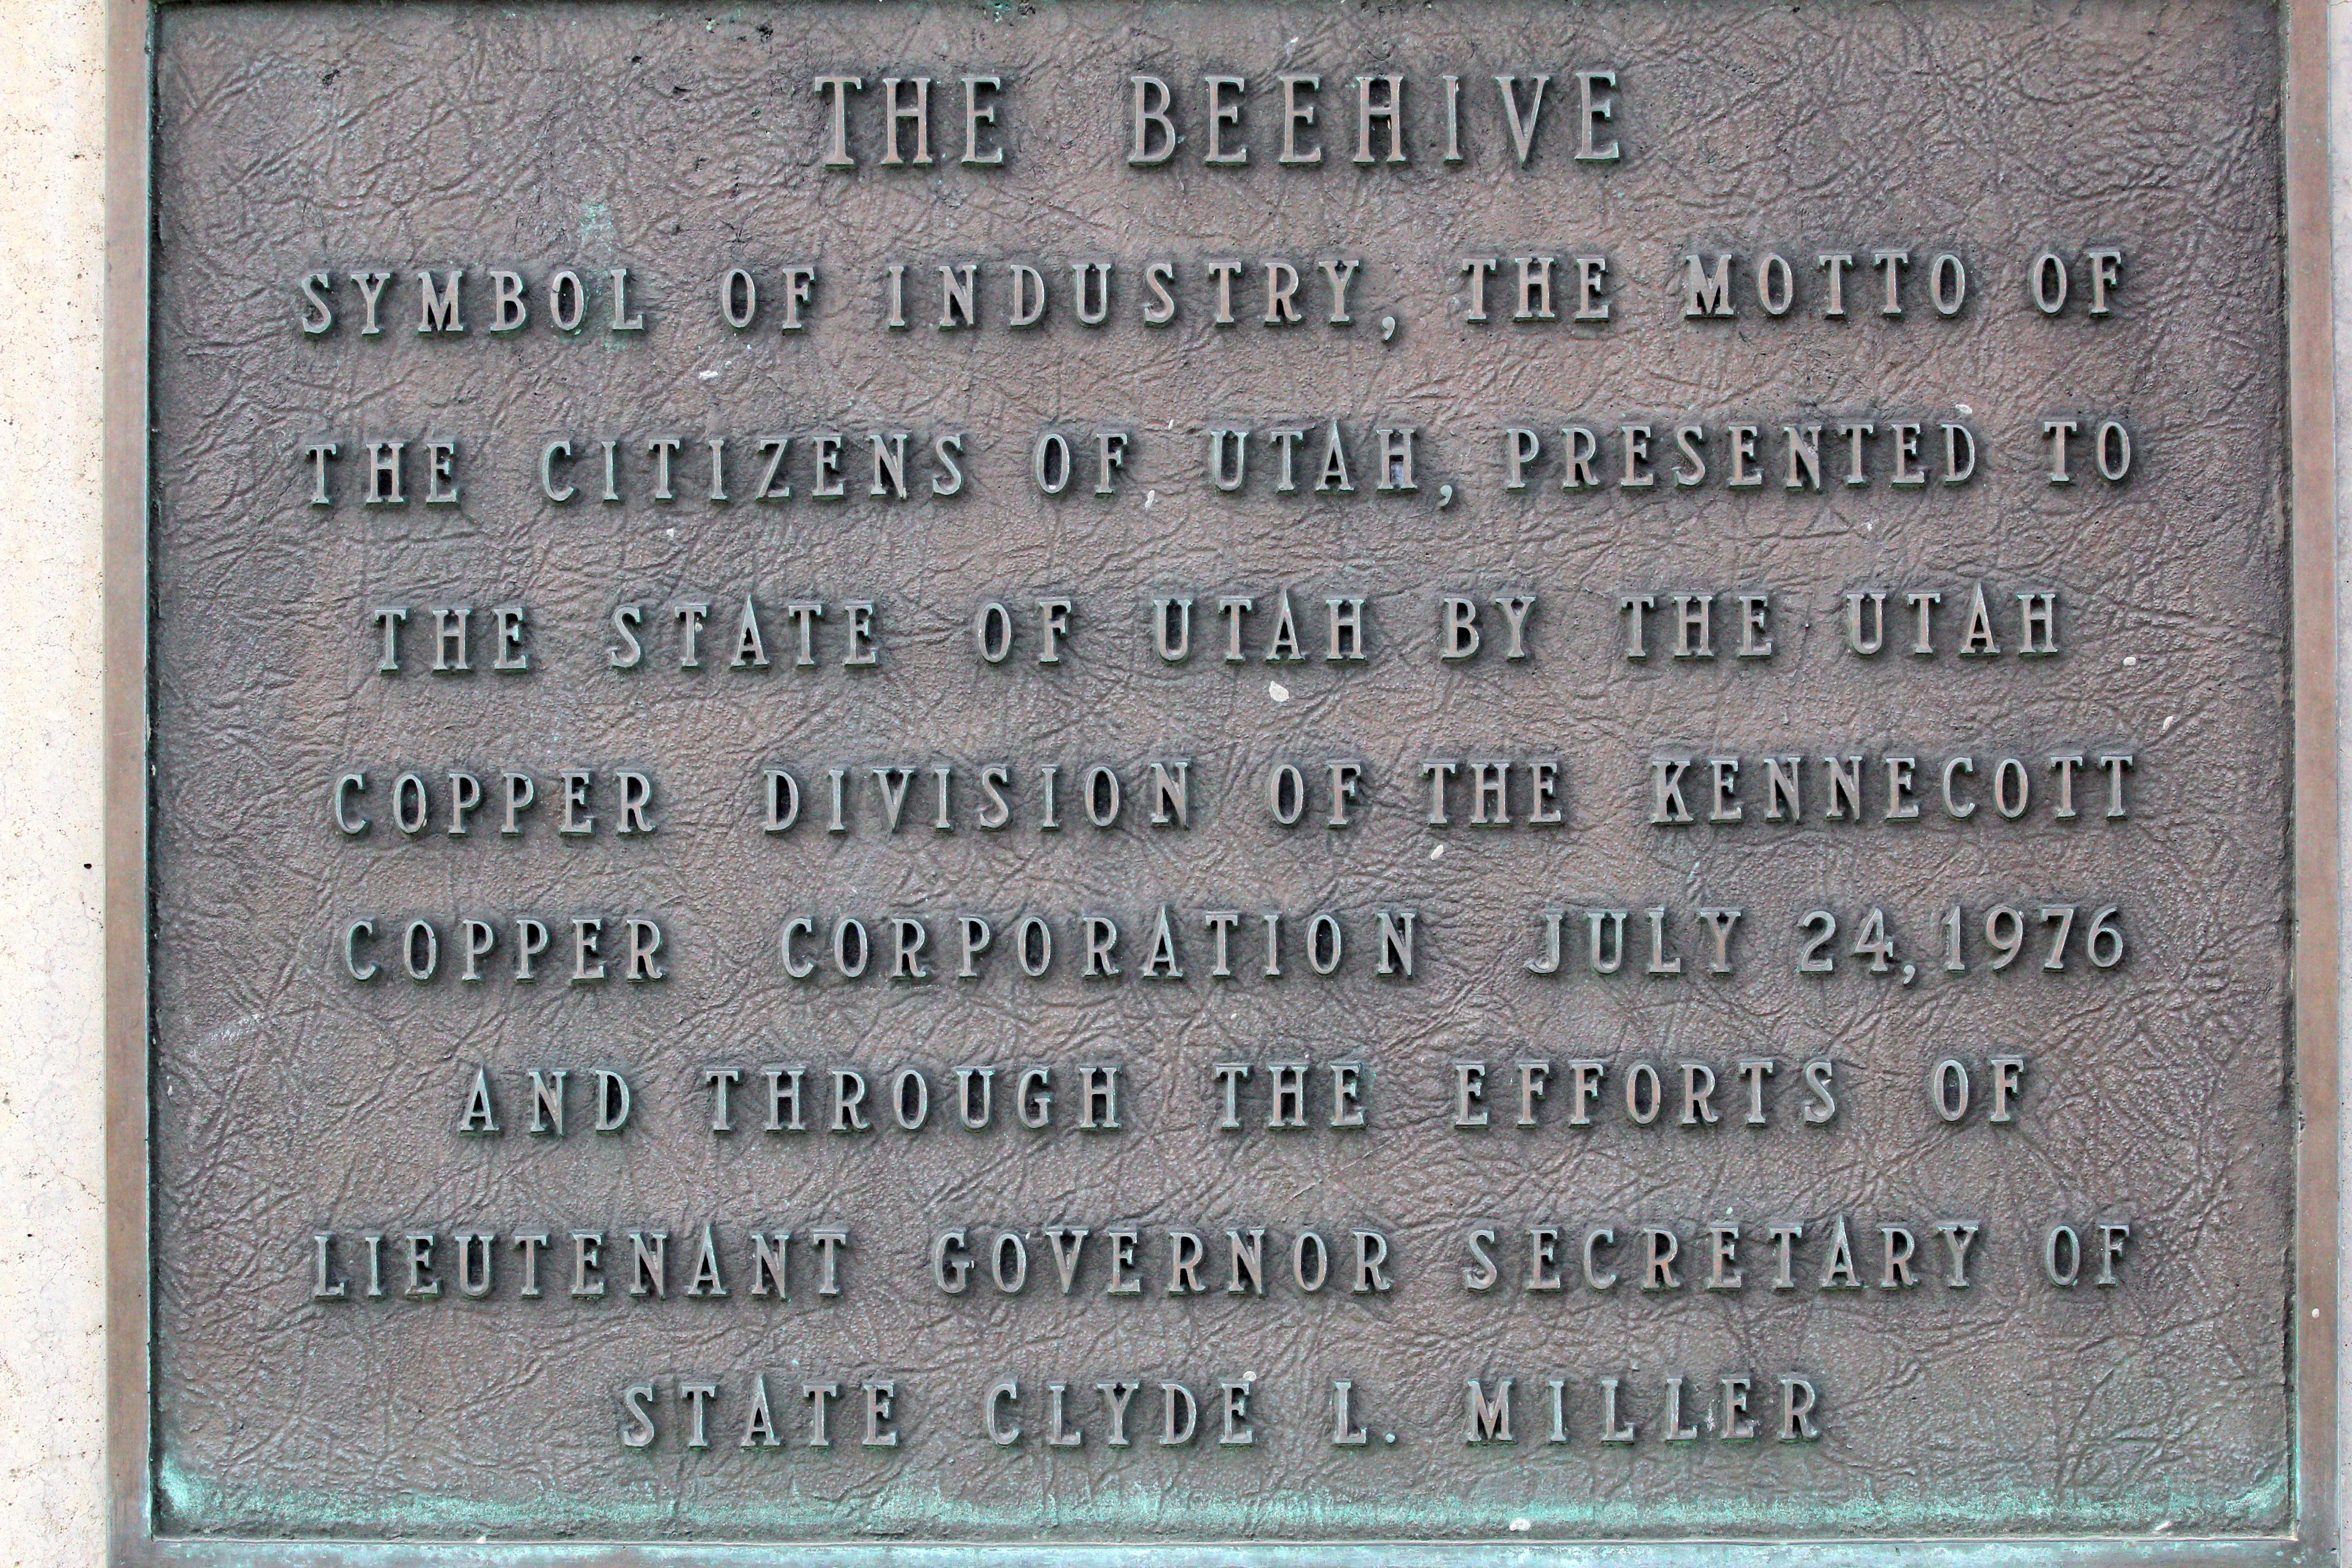 THE BEEHIVE
SYMBOL OF INDUSTRY, THE MOTTO OF
THE CITIZENS OF UTAH, PRESENTED TO
THE STATE OF UTAH BY THE UTAH
COPPER DIVISION OF THE KENNECOTT
COPPER CORPORATION JULY 24, 1976
AND THROUGH THE EFFORTS OF
LIEUTENANT GOVERNOR SECRETARY OF
STATE CLYDE L. MILLER